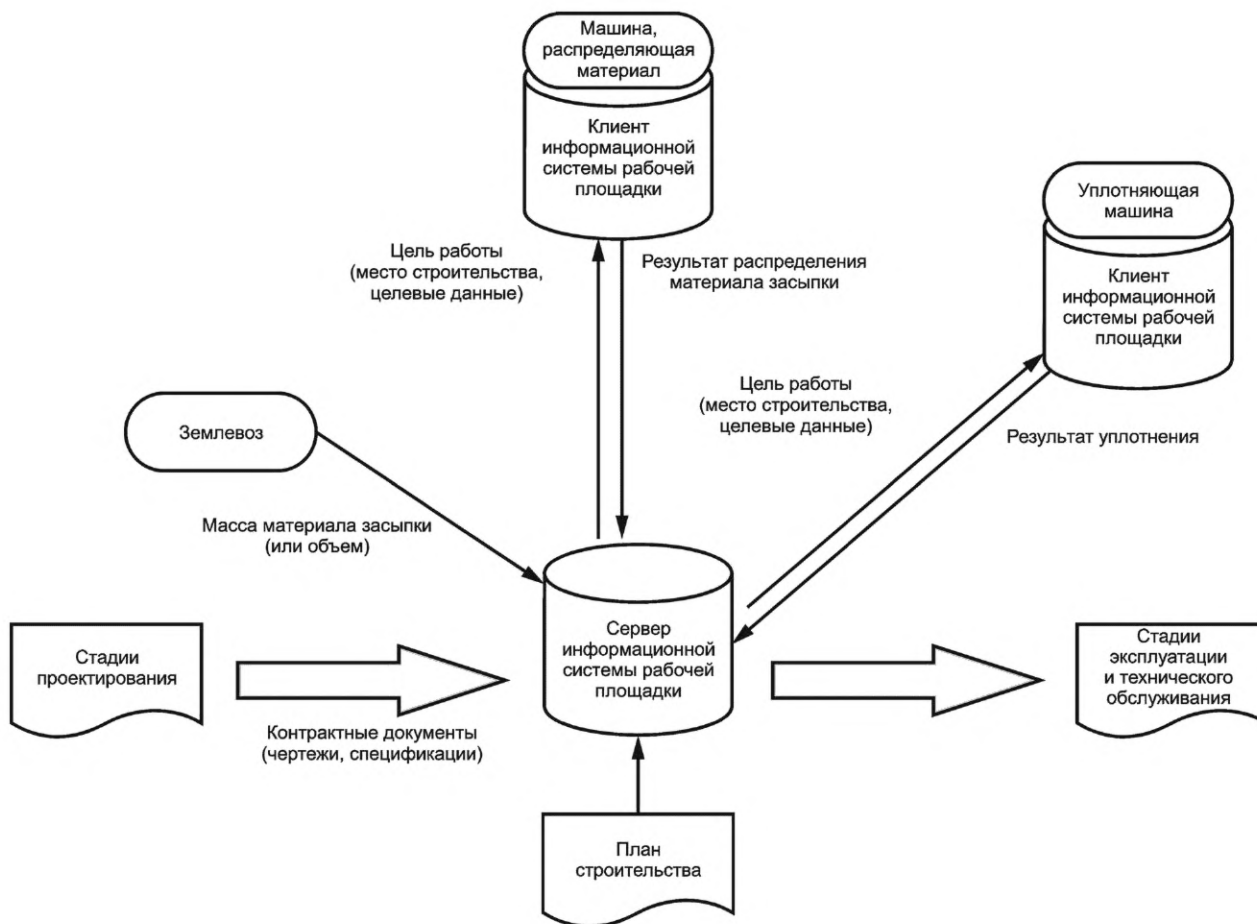 Машина,
распределяющая
материал
Клиент
информационной
системы рабочей
площадки
Уплотняющая
машина
Клиент
информационной
системы рабочей
площадки
Цель работы
(место строительства,
целевые данные)
Результат распределения
материала засыпки
Цель работы
(место строительства,
целевые данные)
Результат уплотнения
Землевоз
Масса материала засыпки
(или объем)
Стадии
проектирования
Контрактные документы
(чертежи, спецификации)
Сервер
информационной
системы рабочей
площадки
Стадии
эксплуатации
и технического
обслуживания
План
строительства